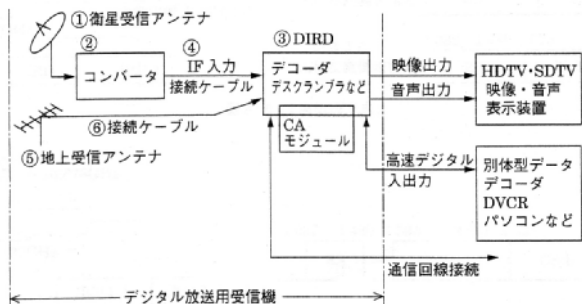 ①衛星受信アンテナ
②
コンバータ
④
IF入力
接続ケーブル
③DIRD
デコーダ
デスクランブラなど
CA
モジュール
⑥接続ケーブル
⑤地上受信アンテナ
映像出力
音声出力
HDTV・SDTV
映像・音声
表示装置
高速デジタル
入出力
別体型データ
デコーダ
DVCR
パソコンなど
通信回線接続
デジタル放送用受信機